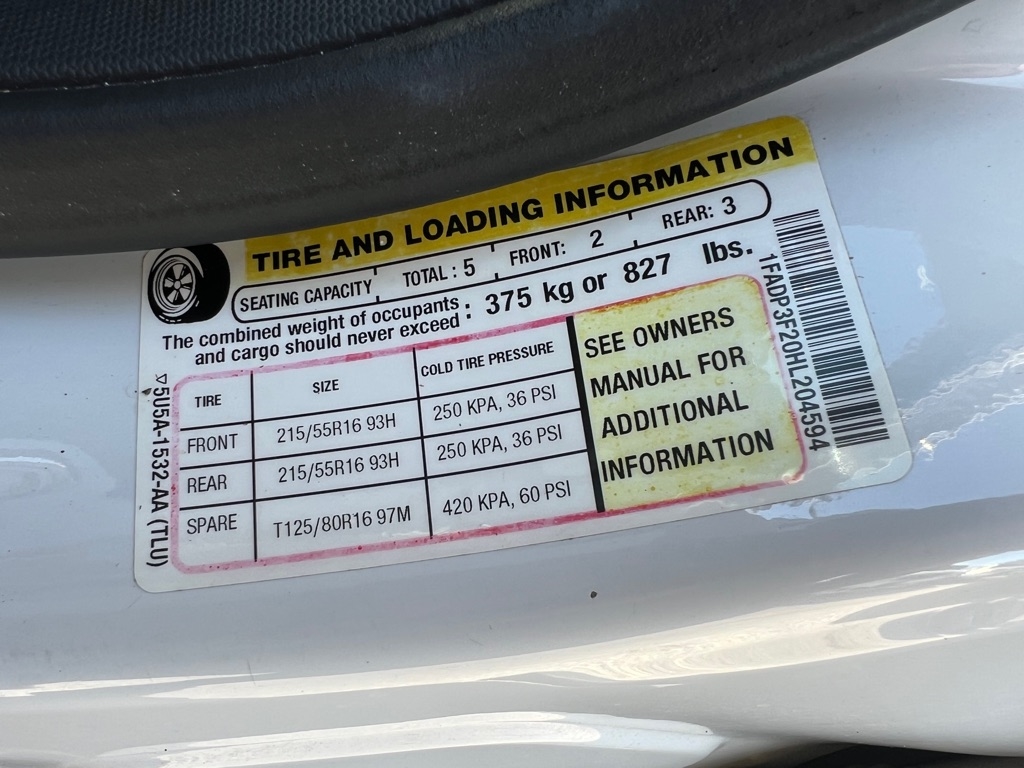 TIRE AND LOADING INFORMATION
SEATING CAPACITY TOTAL : 5 FRONT: 2 REAR: 3
The combined weight of occupants and cargo should never exceed : 375 kg or 827 lbs.
TIRE SIZE COLD TIRE PRESSURE
FRONT 215/55R16 93H 250 KPA, 36 PSI
REAR 215/55R16 93H 250 KPA, 36 PSI
SPARE T125/80R16 97M 420 KPA, 60 PSI
SEE OWNERS
MANUAL FOR
ADDITIONAL
INFORMATION
5U5A-1532-AA (TLU)
1FADP3F20HL204594